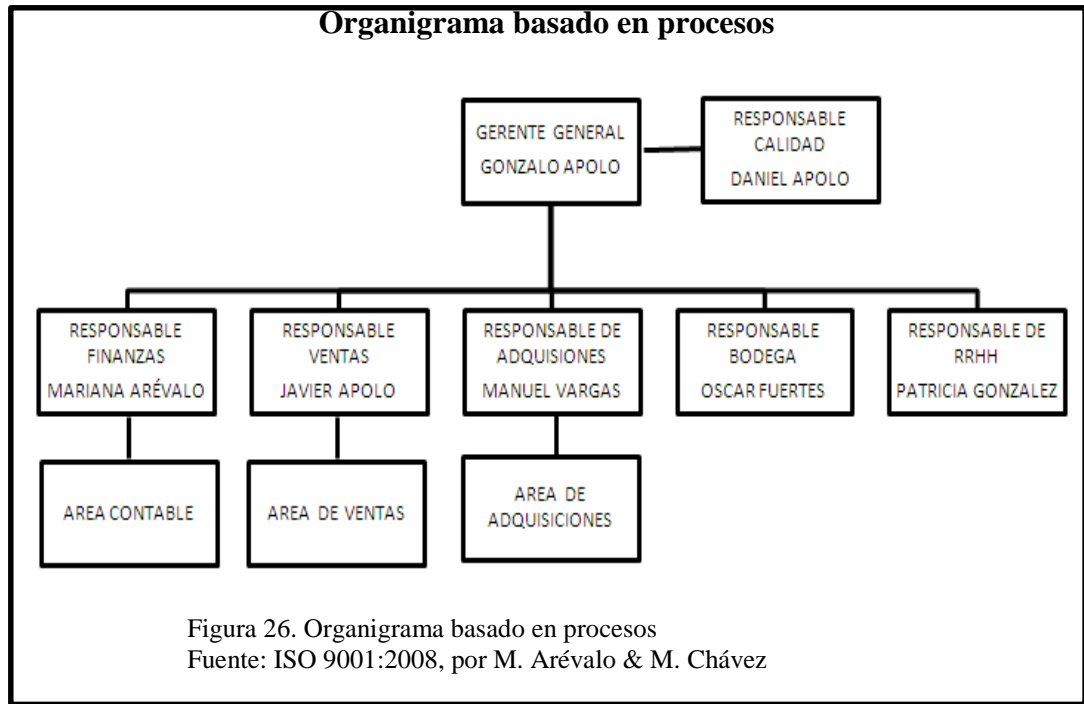 Organigrama basado en procesos
GERENTE GENERAL
GONZALO APOLO
RESPONSABLE
CALIDAD
DANIEL APOLO
RESPONSABLE
FINANZAS
MARIANA ARÉVALO
RESPONSABLE
VENTAS
JAVIER APOLO
RESPONSABLE DE
ADQUISIONES
MANUEL VARGAS
RESPONSABLE
BODEGA
OSCAR FUERTES
RESPONSABLE DE
RRHH
PATRICIA GONZALEZ
AREA CONTABLE
AREA DE VENTAS
AREA DE
ADQUISICIONES
Figura 26. Organigrama basado en procesos
Fuente: ISO 9001:2008, por M. Arévalo & M. Chávez